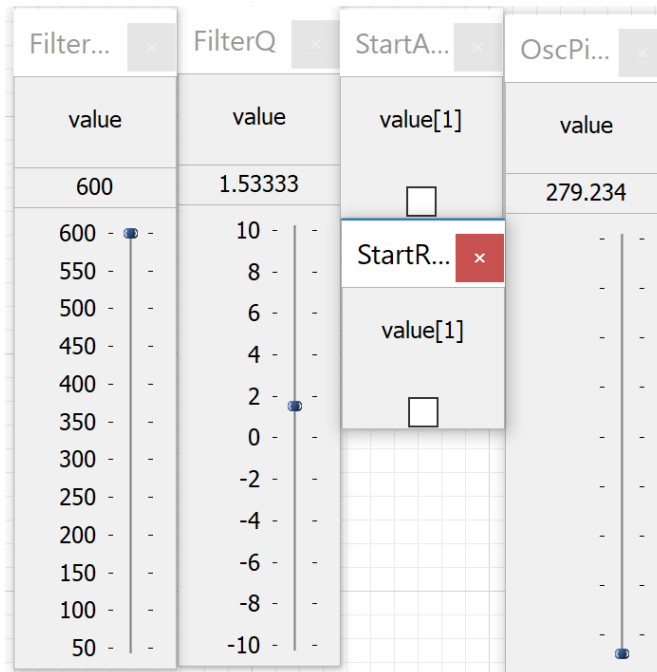 Filter...
value
600
600
550
500
450
400
350
300
250
200
150
100
50
FilterQ
value
1.53333
10
8
6
4
2
0
-2
-4
-6
-8
-10
StartA...
value[1]
StartR...
value[1]
OscPi...
value
279.234